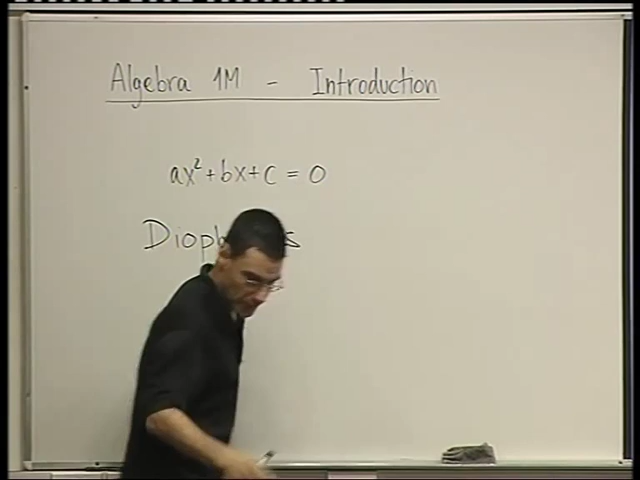 Algebra 1M - Introduction
ax² + bx + c = 0